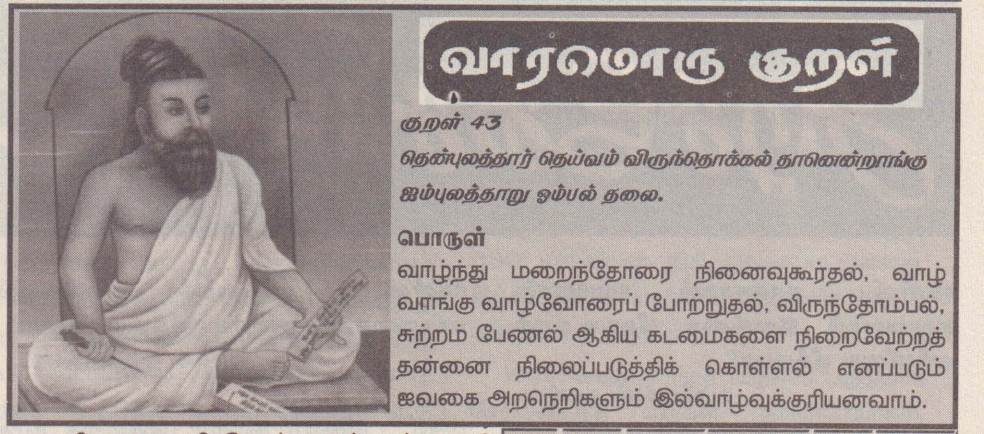 வாரமொரு குறள்
குறள் 43
தென்புலத்தார் தெய்வம் விருந்தொக்கல் தானென்றாங்கு
ஐம்புலத்தாறு ஓம்பல் தலை.
பொருள்
வாழ்ந்து மறைந்தோரை நினைவுகூர்தல், வாழ்
வாங்கு வாழ்வோரைப் போற்றுதல், விருந்தோம்பல்,
சுற்றம் பேணல் ஆகிய கடமைகளை நிறைவேற்றத்
தன்னை நிலைப்படுத்திக் கொள்ளல் எனப்படும்
ஐவகை அறநெறிகளும் இல்வாழ்வுக்குரியனவாம்.